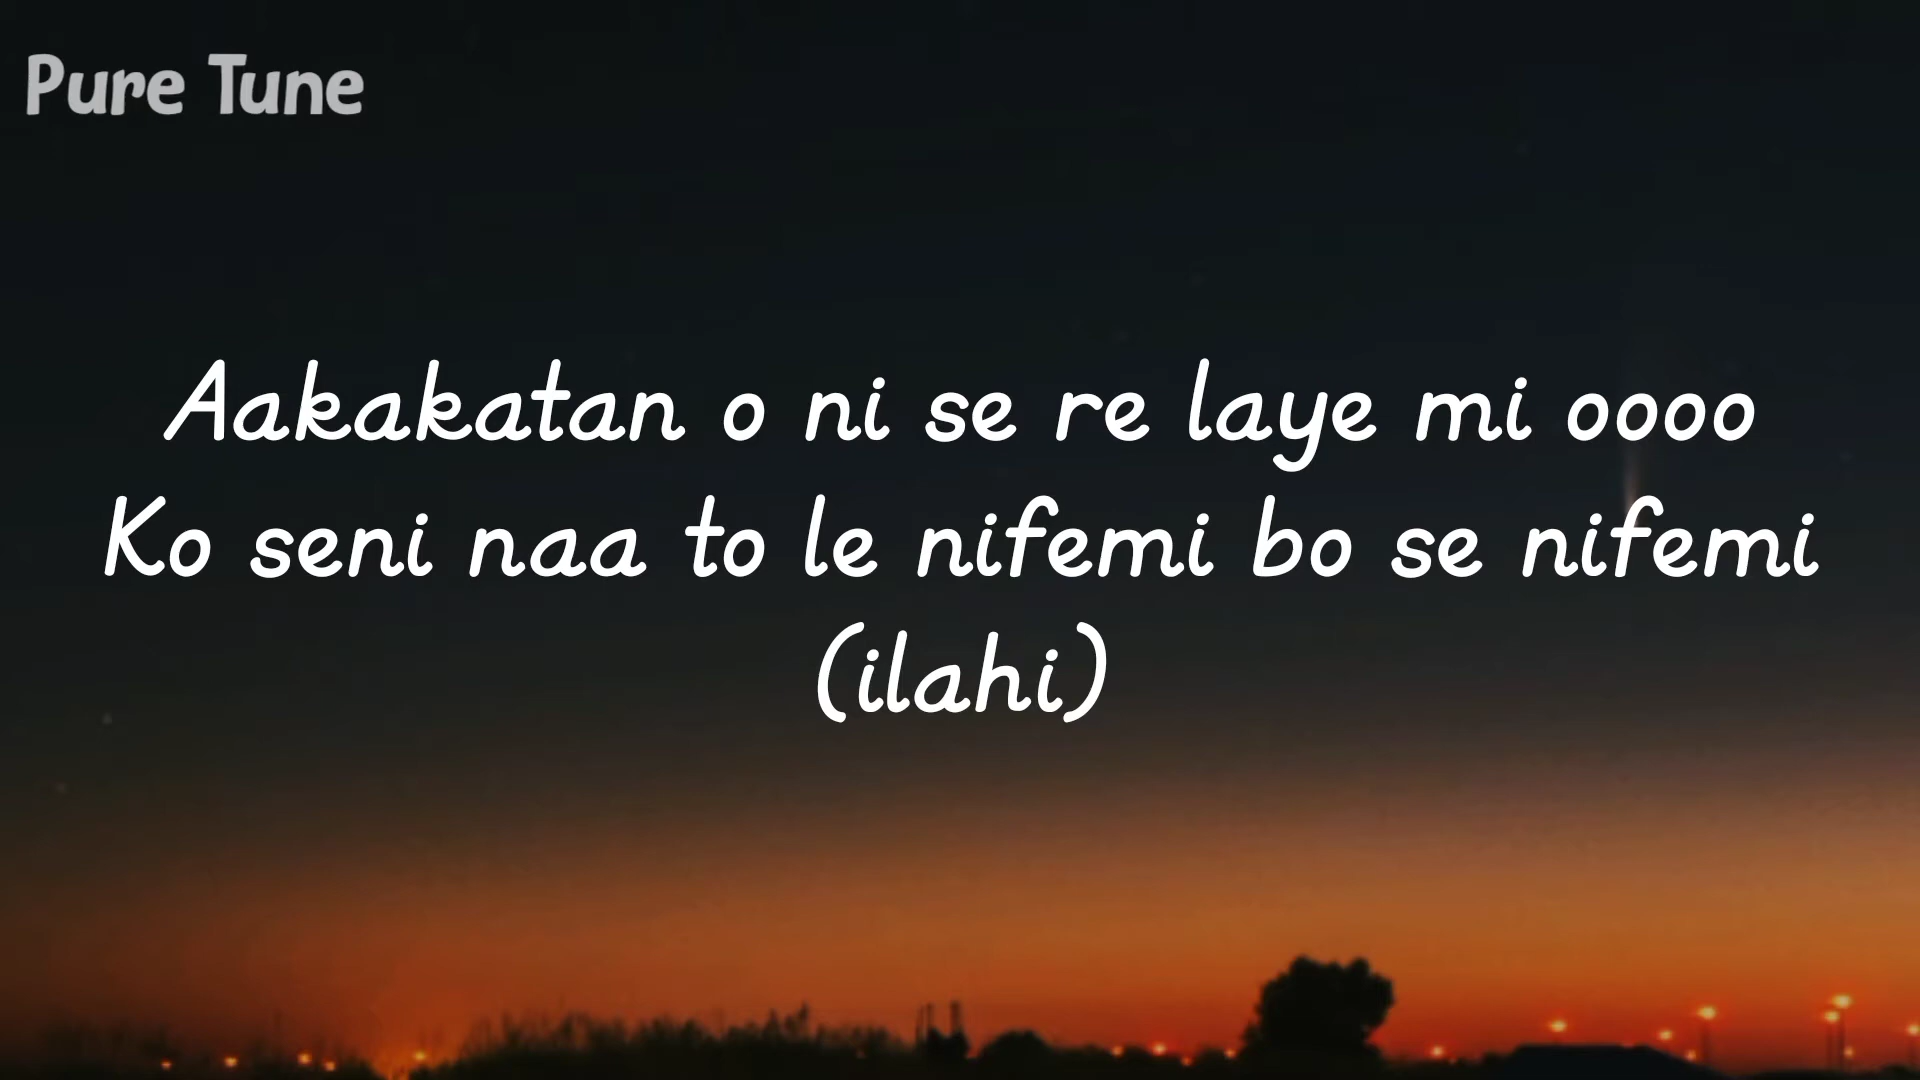 Pure Tune
Aakakatan o ni se re laye mi oooo
Ko seni naa to le nifemi bo se nifemi
(ilahi)